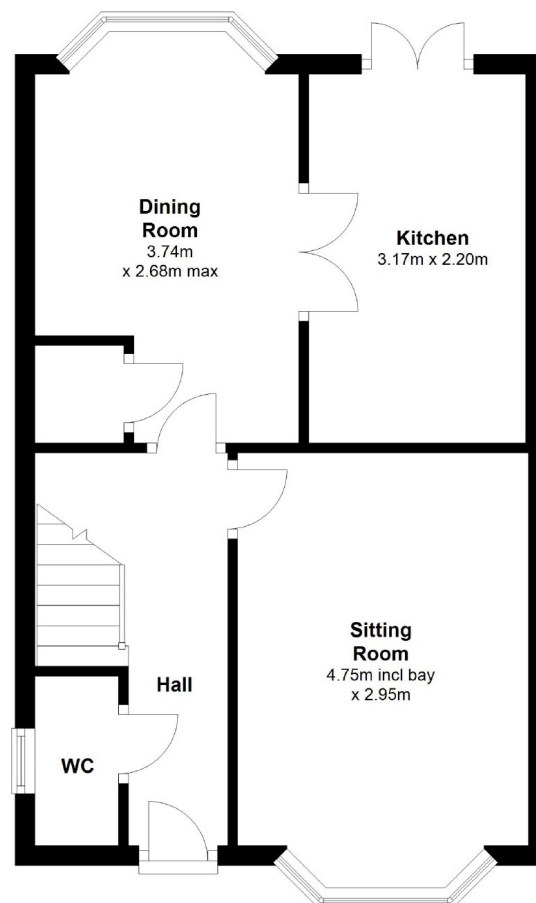 Dining
Room
3.74m
x 2.68m max
Kitchen
3.17m x 2.20m
Sitting
Room
4.75m incl bay
x 2.95m
Hall
WC